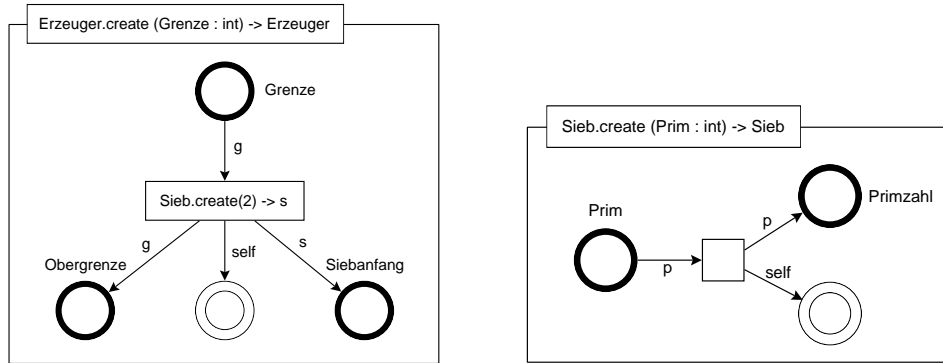 Erzeuger.create (Grenze : int) -> Erzeuger
Grenze
g
Sieb.create(2) -> s
g
self
s
Obergrenze
Siebanfang
Sieb.create (Prim : int) -> Sieb
Prim
Primzahl
p
p
self